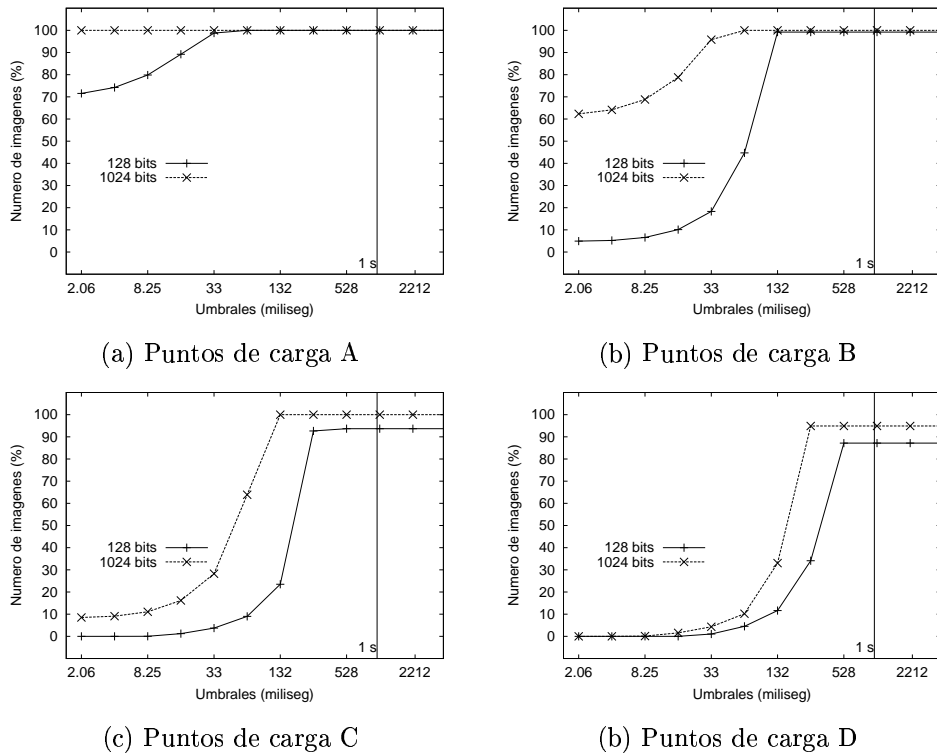 100
90
80
70
60
50
40
30
20
10
0
Numero de imagenes (%)
128 bits
1024 bits
1 s
2.06 8.25 33 132 528 2212
Umbrales (miliseg)
(a) Puntos de carga A
100
90
80
70
60
50
40
30
20
10
0
Numero de imagenes (%)
128 bits
1024 bits
1 s
2.06 8.25 33 132 528 2212
Umbrales (miliseg)
(b) Puntos de carga B
100
90
80
70
60
50
40
30
20
10
0
Numero de imagenes (%)
128 bits
1024 bits
1 s
2.06 8.25 33 132 528 2212
Umbrales (miliseg)
(c) Puntos de carga C
100
90
80
70
60
50
40
30
20
10
0
Numero de imagenes (%)
128 bits
1024 bits
1 s
2.06 8.25 33 132 528 2212
Umbrales (miliseg)
(b) Puntos de carga D